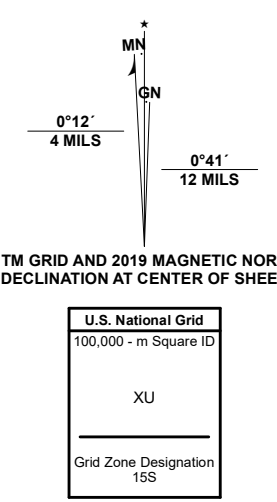 MN
GN
0°12´
4 MILS
0°41´
12 MILS
TM GRID AND 2019 MAGNETIC NOR
DECLINATION AT CENTER OF SHEE
U.S. National Grid
100,000 - m Square ID
XU
Grid Zone Designation
15S